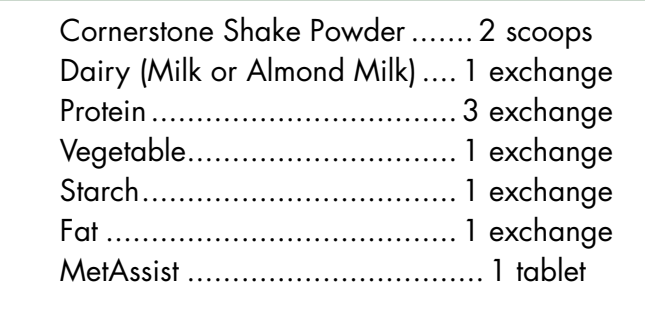 Cornerstone Shake Powder ....... 2 scoops
Dairy (Milk or Almond Milk) .... 1 exchange
Protein .................................. 3 exchange
Vegetable.............................. 1 exchange
Starch................................... 1 exchange
Fat ....................................... 1 exchange
MetAssist ................................. 1 tablet